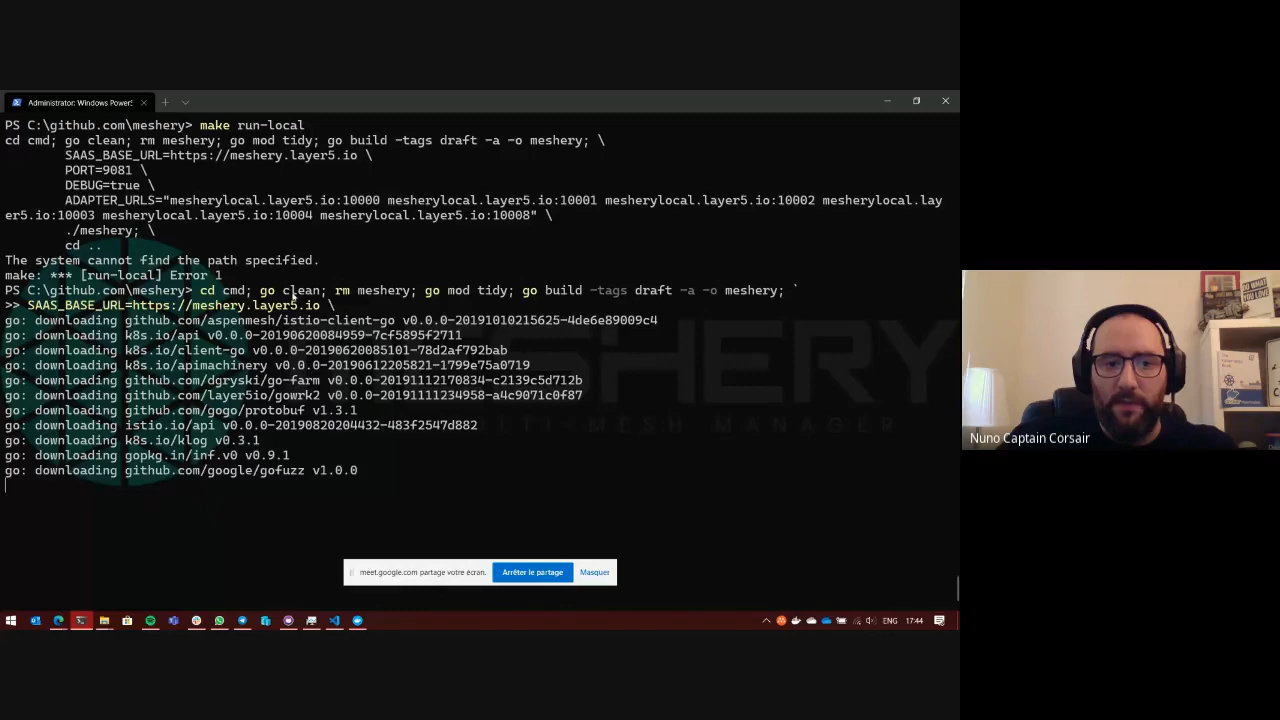 Administrator: Windows PowerS
PS C:\github.com\meshery> make run-local
cd cmd; go clean; rm meshery; go mod tidy; go build -tags draft -a -o meshery; \
SAAS_BASE_URL=https://meshery.layer5.io \
PORT=9081 \
DEBUG=true \
ADAPTER_URLS="mesherylocal.layer5.io:10000 mesherylocal.layer5.io:10001 mesherylocal.layer5.io:10002 mesherylocal.lay
er5.io:10003 mesherylocal.layer5.io:10004 mesherylocal.layer5.io:10008" \
./meshery; \
cd ..
The system cannot find the path specified.
make: *** [run-local] Error 1
PS C:\github.com\meshery> cd cmd; go clean; rm meshery; go mod tidy; go build -tags draft -a -o meshery; `
>> SAAS_BASE_URL=https://meshery.layer5.io \
go: downloading github.com/aspenmesh/istio-client-go v0.0.0-20191010215625-4de6e89009c4
go: downloading k8s.io/api v0.0.0-20190620084959-7cf5895f2711
go: downloading k8s.io/client-go v0.0.0-20190620085101-78d2af792bab
go: downloading k8s.io/apimachinery v0.0.0-20190612205821-1799e75a0719
go: downloading github.com/dgryski/go-farm v0.0.0-20191112170834-c2139c5d712b
go: downloading github.com/layer5io/gowrk2 v0.0.0-20191111234958-a4c9071c0f87
go: downloading github.com/gogo/protobuf v1.3.1
go: downloading istio.io/api v0.0.0-20190820204432-483f2547d882
go: downloading k8s.io/klog v0.3.1
go: downloading gopkg.in/inf.v0 v0.9.1
go: downloading github.com/google/gofuzz v1.0.0
MESH MANAGER
Nuno Captain Corsair
meet.google.com partage votre écran. Arrêter le partage Masquer
ENG 17:44